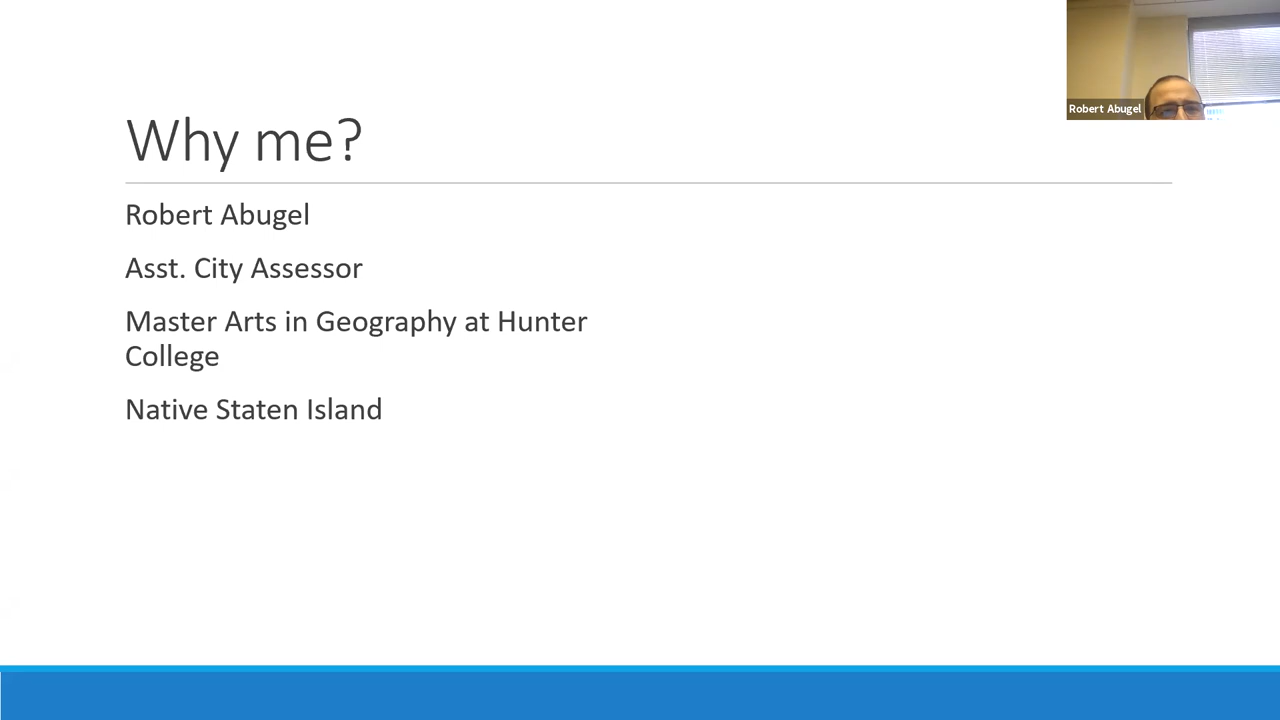 Robert Abugel
Why me?
Robert Abugel
Asst. City Assessor
Master Arts in Geography at Hunter
College
Native Staten Island